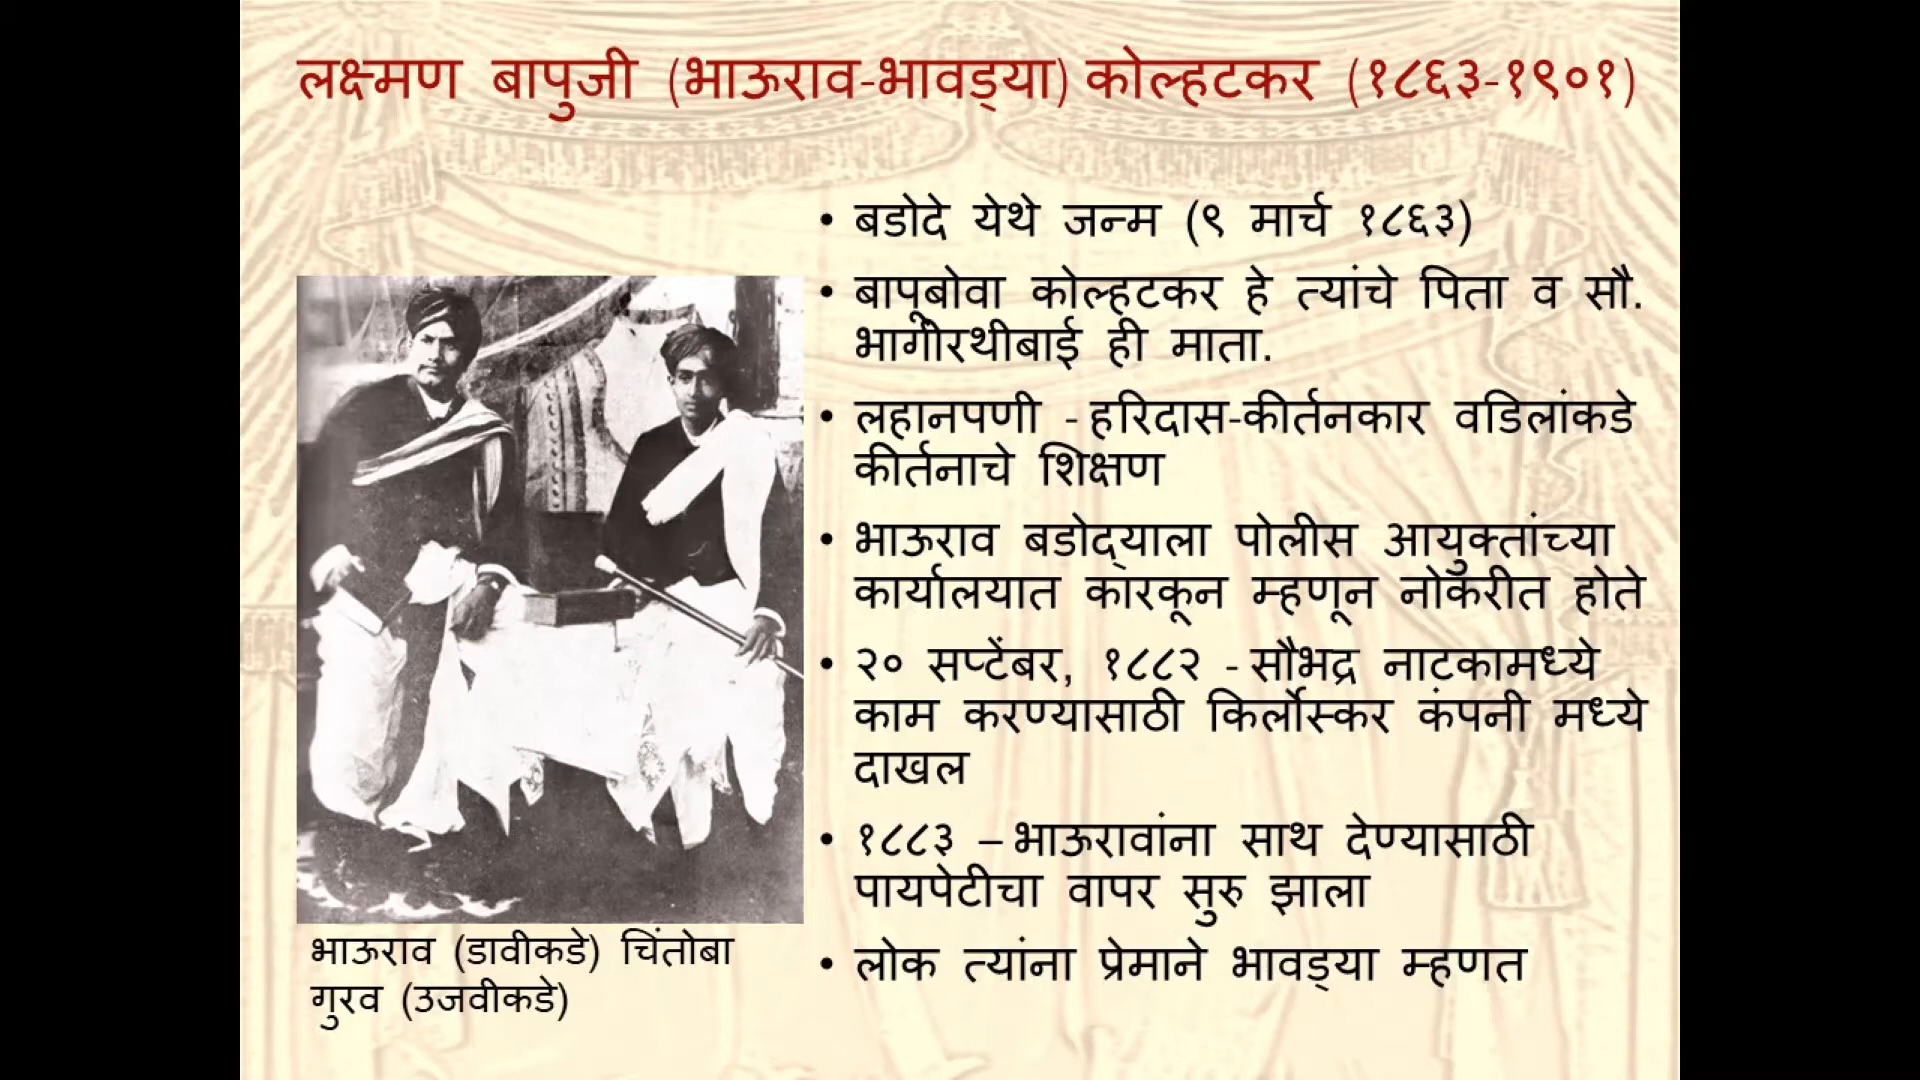 लक्ष्मण बापुजी (भाऊराव-भावड्या) कोल्हटकर (१८६३-१९०१)
• बडोदे येथे जन्म (९ मार्च १८६३)
• बापूबोवा कोल्हटकर हे त्यांचे पिता व सौ.
भागीरथीबाई ही माता.
• लहानपणी - हरिदास-कीर्तनकार वडिलांकडे
कीर्तनाचे शिक्षण
• भाऊराव बडोद्याला पोलीस आयुक्तांच्या
कार्यालयात कारकून म्हणून नोकरीत होते
• २० सप्टेंबर, १८८२ - सौभद्र नाटकामध्ये
काम करण्यासाठी किर्लोस्कर कंपनी मध्ये
दाखल
• १८८३ – भाऊरावांना साथ देण्यासाठी
पायपेटीचा वापर सुरु झाला
• लोक त्यांना प्रेमाने भावड्या म्हणत
भाऊराव (डावीकडे) चिंतोबा
गुरव (उजवीकडे)